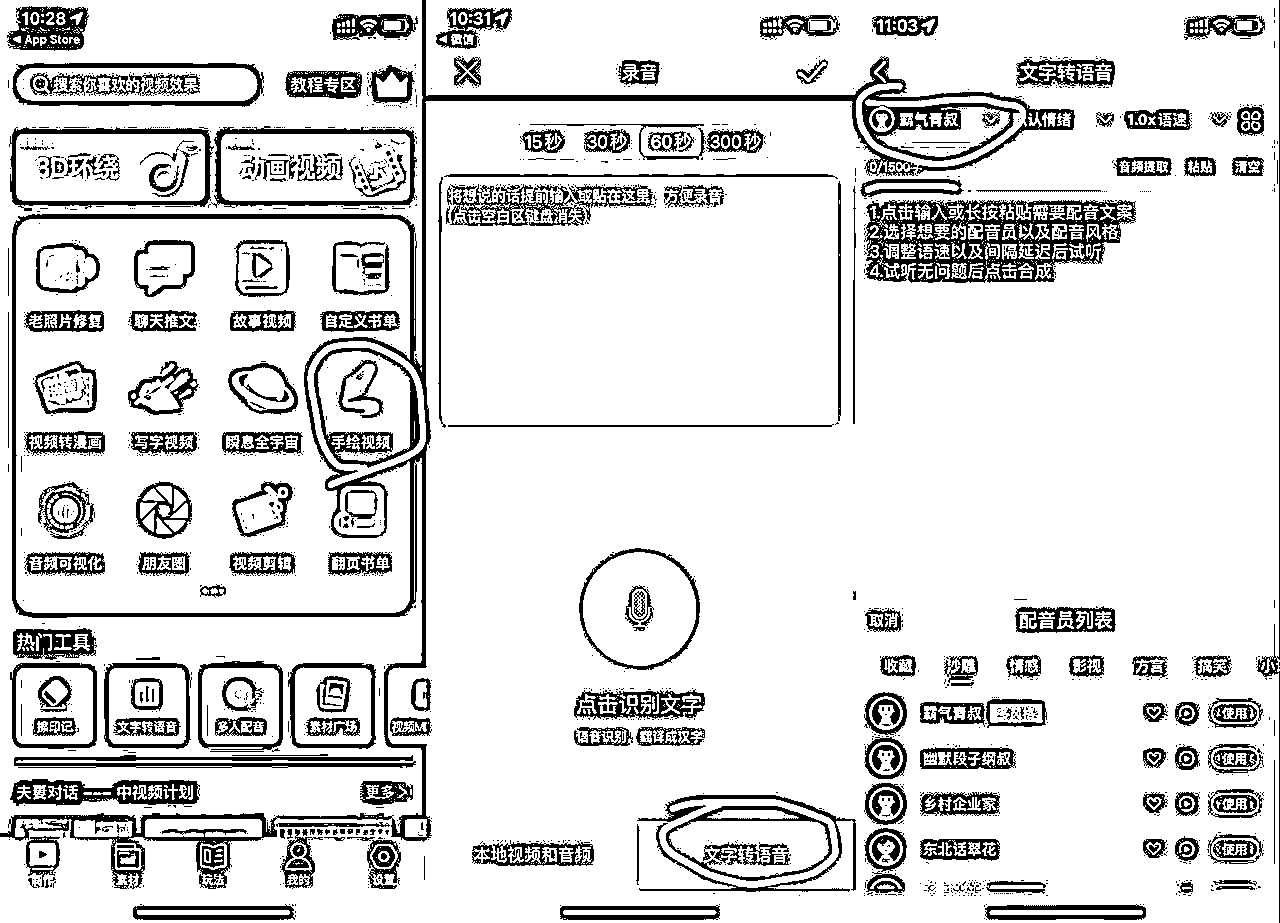 10:28
App Store
搜索你喜欢的视频效果
教程专区
3D环绕
动画视频
老照片修复
聊天推文
故事视频
自定义书单
视频转漫画
写字视频
瞬息全宇宙
手绘视频
音频可视化
朋友圈
视频剪辑
翻页书单
热门工具
擦印记
文字转语音
多人配音
素材广场
夫妻对话——中视频计划
更多
制作
素材
玩法
我的
设置
10:31
微信
录音
15秒
30秒
60秒
300秒
将想说的话提前输入或贴在这里 方便录音
(点击空白区键盘消失)
点击识别文字
语音识别，翻译成汉字
本地视频和音频
文字转语音
11:03
文字转语音
霸气青叔
默认情绪
1.0x语速
0/1500字
音频提取
粘贴
清空
1.点击输入或长按粘贴需要配音文案
2.选择想要的配音员以及配音风格
3.调整语速以及间隔延迟后试听
4.试听无问题后点击合成
取消
配音员列表
收藏
沙雕
情感
影视
方言
搞笑
小
霸气青叔
多风格
使用
幽默段子纲叔
使用
乡村企业家
使用
东北话翠花
使用